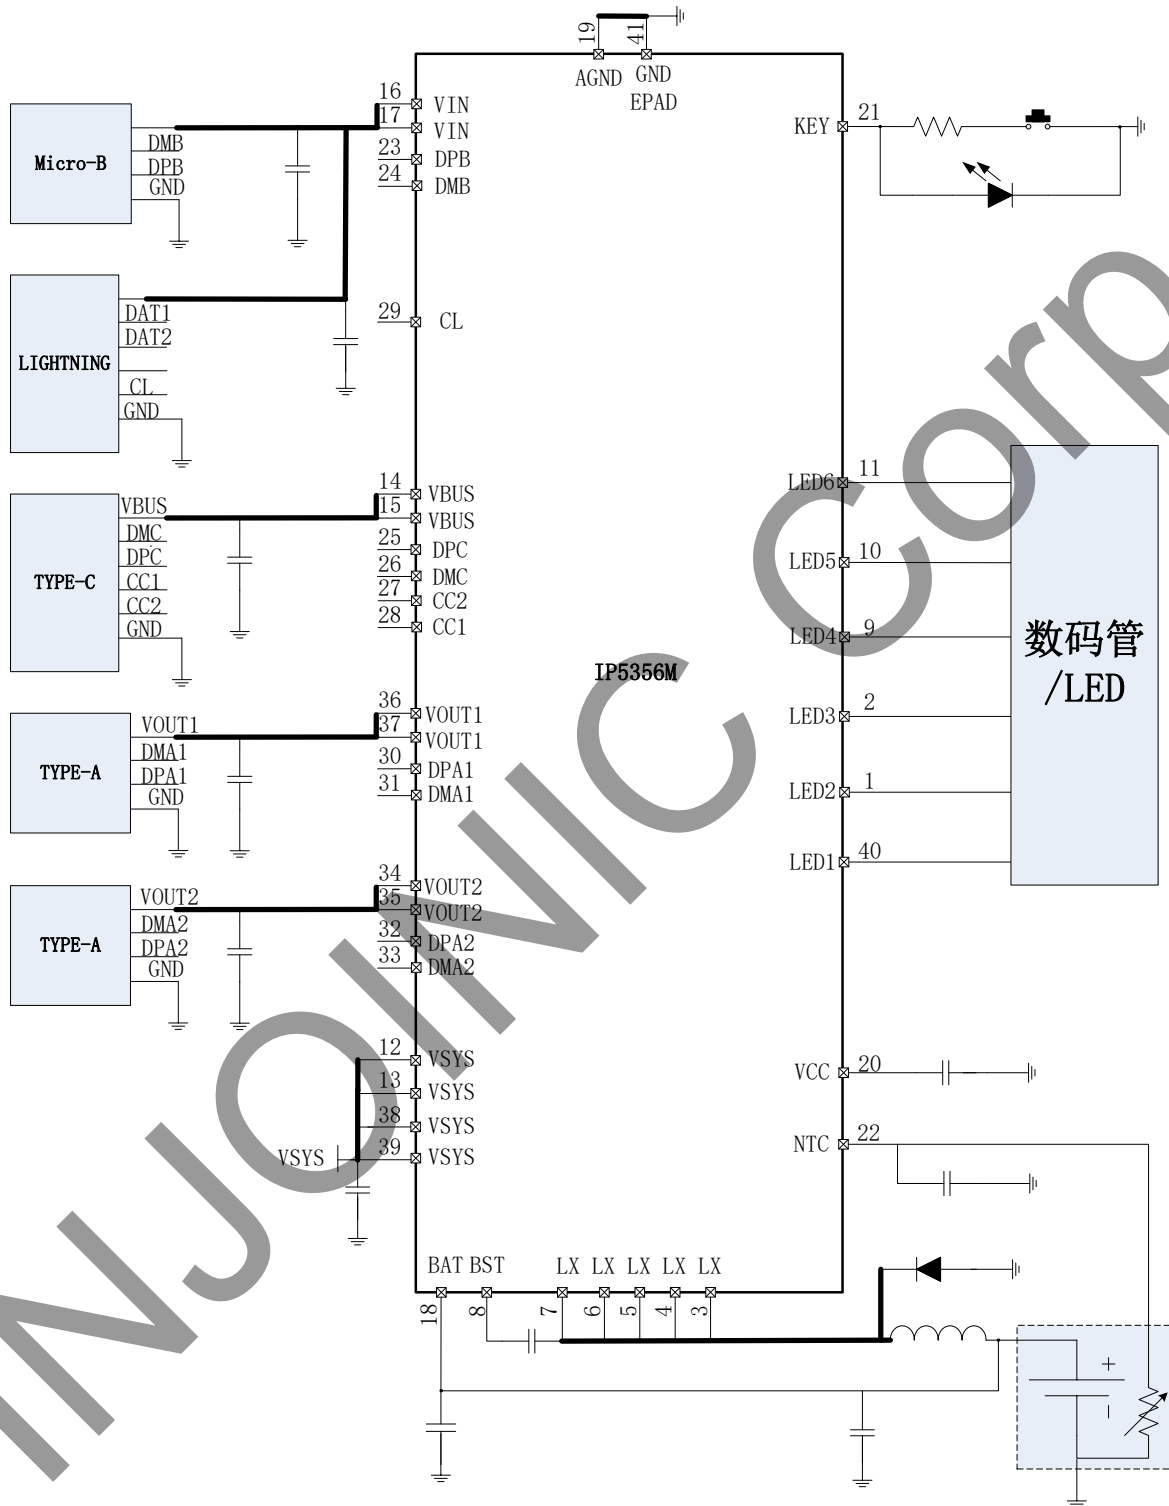 19
41
AGND
GND
EPAD
Micro-B
DMB
DPB
GND
16
VIN
17
VIN
23
DPB
24
DMB
KEY
21
LIGHTNING
DAT1
DAT2
CL
GND
29
CL
TYPE-C
VBUS
DMC
DPC
CC1
CC2
GND
14
VBUS
15
VBUS
25
DPC
26
DMC
27
CC2
28
CC1
LED6
11
LED5
10
LED4
9
LED3
2
LED2
1
LED1
40
数码管
/LED
IP5356M
TYPE-A
VOUT1
DMA1
DPA1
GND
36
VOUT1
37
VOUT1
30
DPA1
31
DMA1
TYPE-A
VOUT2
DMA2
DPA2
GND
34
VOUT2
35
VOUT2
32
DPA2
33
DMA2
12
VSYS
13
VSYS
38
VSYS
39
VSYS
VSYS
VCC
20
NTC
22
BAT
BST
LX
LX
LX
LX
LX
18
8
7
6
5
4
3
+
−
INJOINIC Corp